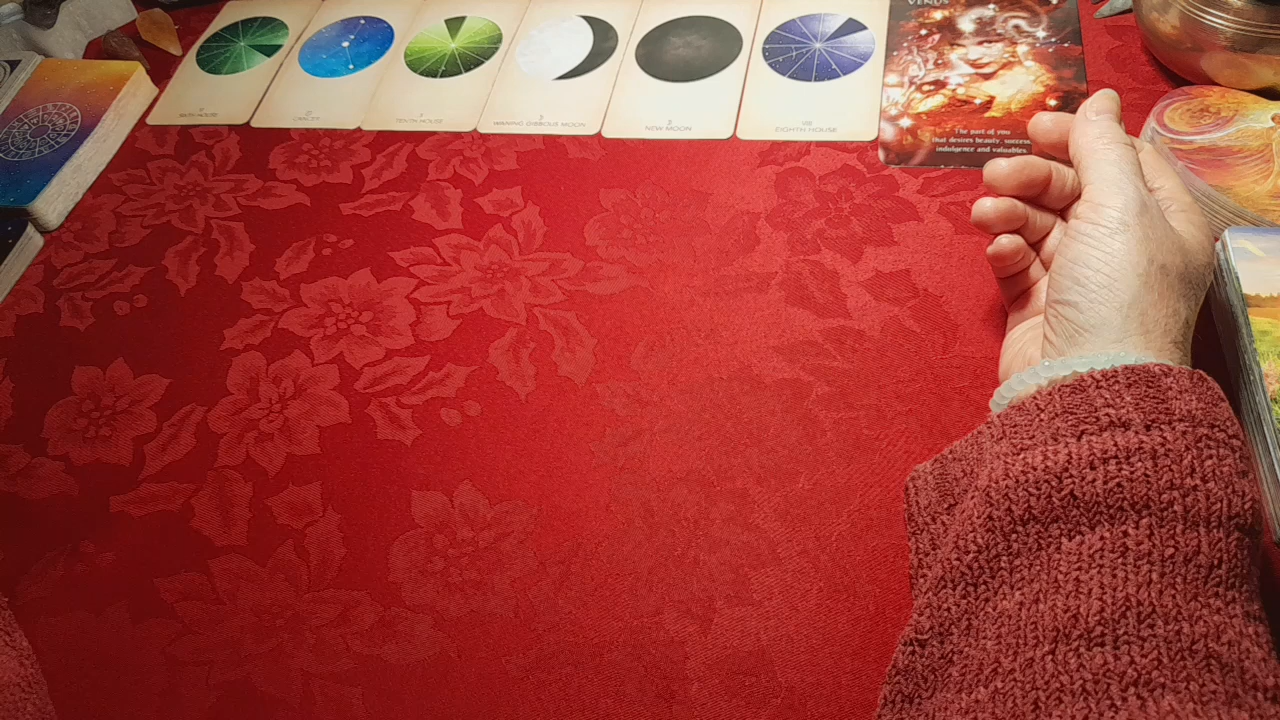 VI
SIXTH HOUSE
CANCER
X
TENTH HOUSE
WANING GIBBOUS MOON
NEW MOON
VIII
EIGHTH HOUSE
VENUS
The part of you
that desires beauty, success,
indulgence and valuables.